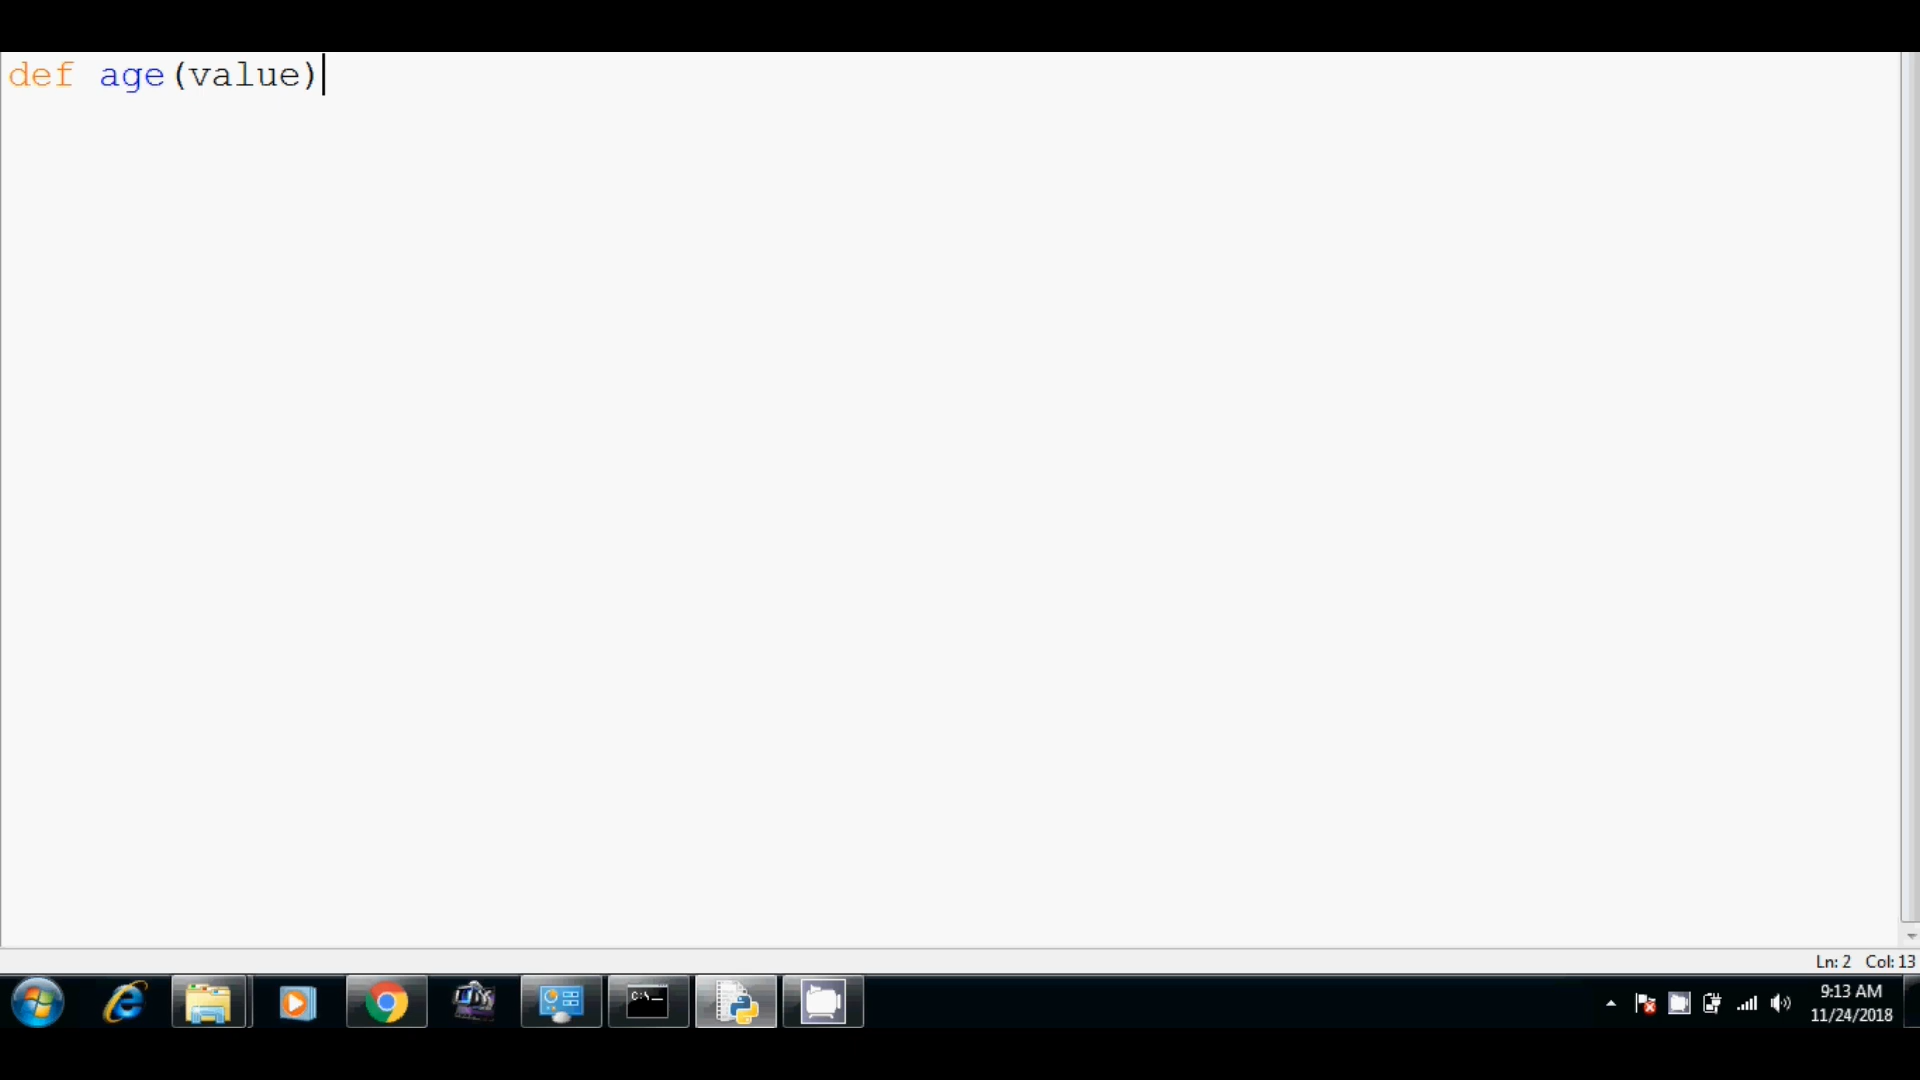 def age(value)
Ln: 2 Col: 13
C:\_
9:13 AM
11/24/2018